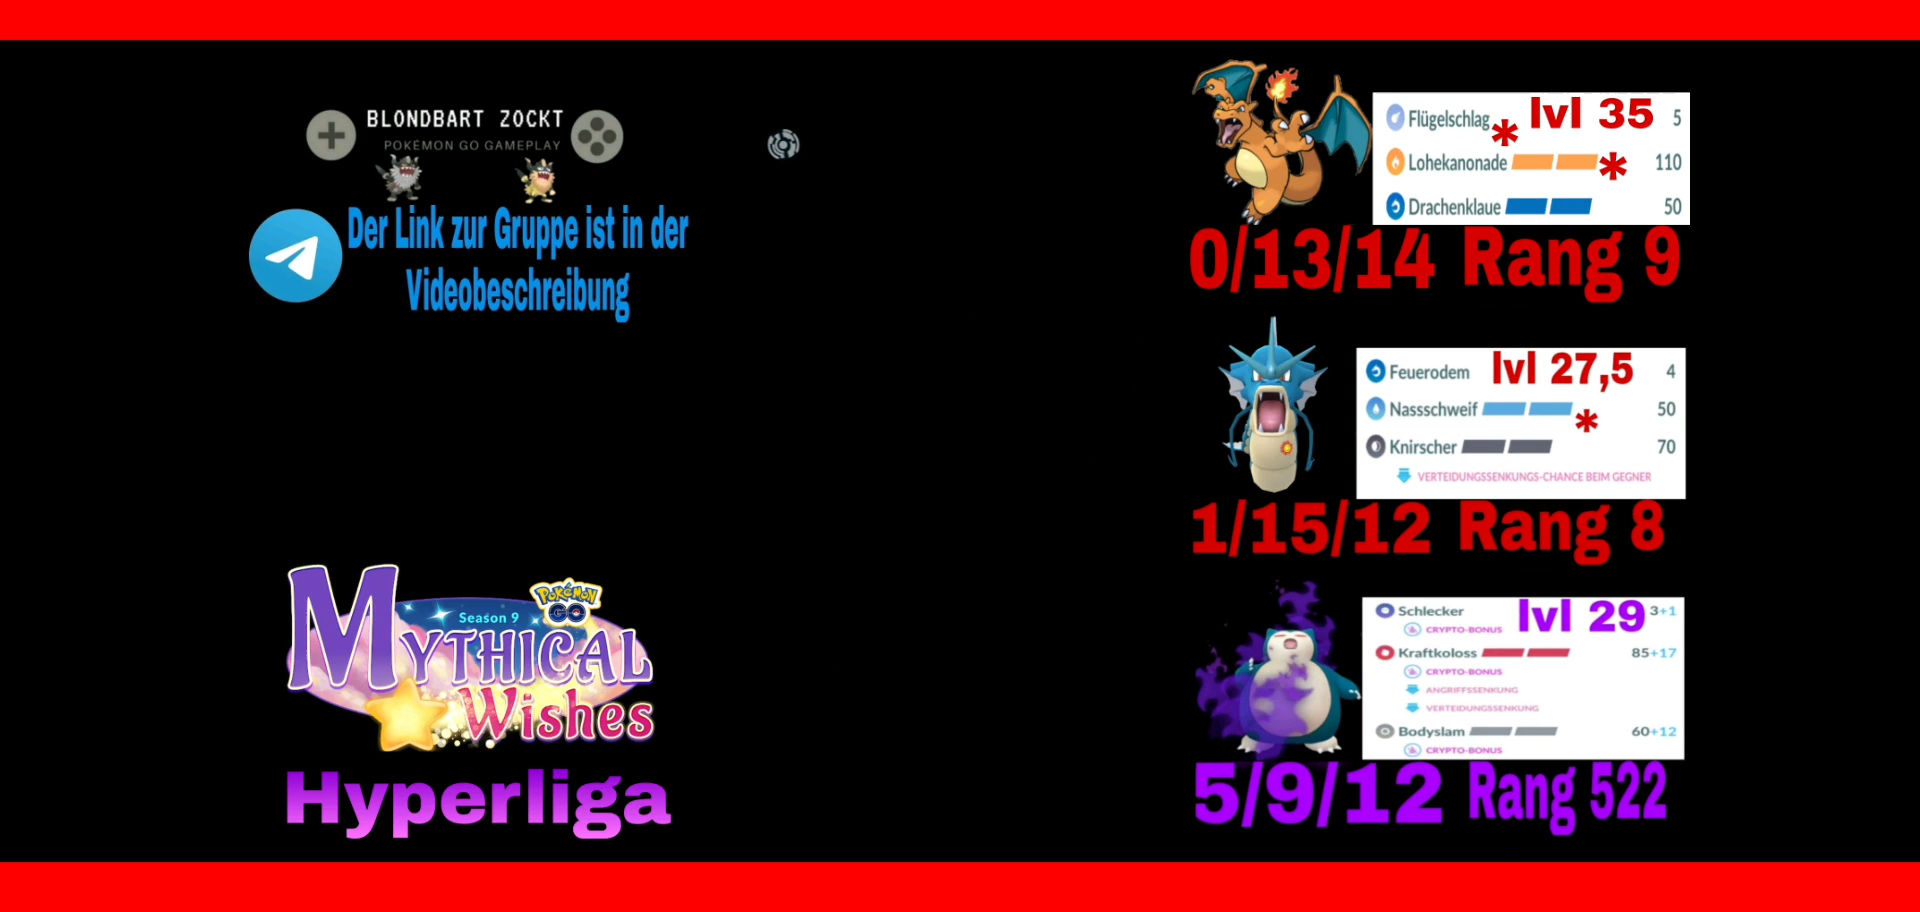 BLONDBART ZOCKT
POKÉMON GO GAMEPLAY
Der Link zur Gruppe ist in der
Videobeschreibung
POKÉMON
GO
Season 9
MYTHICAL
Wishes
Hyperliga
Flügelschlag * lvl 35 5
Lohekanonade * 110
Drachenklaue 50
0/13/14 Rang 9
Feuerodem lvl 27,5 4
Nassschweif * 50
Knirscher 70
VERTEIDUNGSSENKUNGS-CHANCE BEIM GEGNER
1/15/12 Rang 8
Schlecker lvl 29 3+1
CRYPTO-BONUS
Kraftkoloss 85+17
CRYPTO-BONUS
ANGRIFFSSENKUNG
VERTEIDUNGSSENKUNG
Bodyslam 60+12
CRYPTO-BONUS
5/9/12 Rang 522